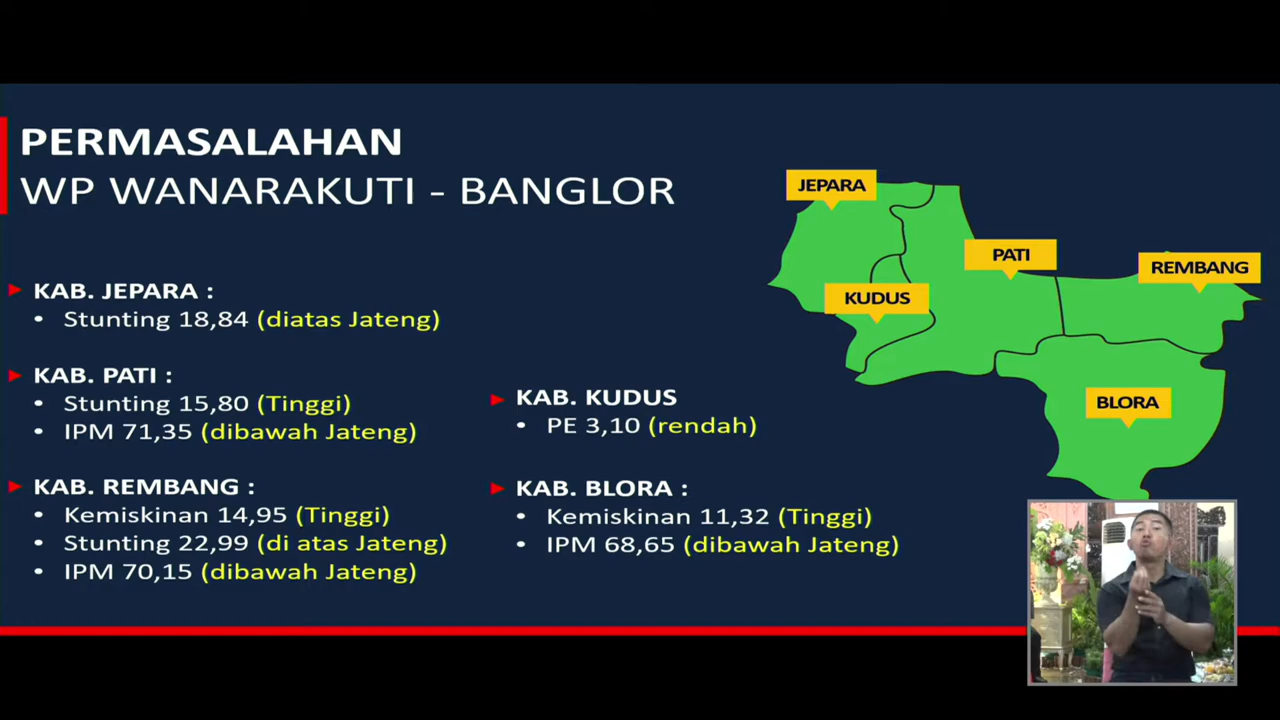 PERMASALAHAN
WP WANARAKUTI - BANGLOR
KAB. JEPARA :
• Stunting 18,84 (diatas Jateng)
KAB. PATI :
• Stunting 15,80 (Tinggi)
• IPM 71,35 (dibawah Jateng)
KAB. REMBANG :
• Kemiskinan 14,95 (Tinggi)
• Stunting 22,99 (di atas Jateng)
• IPM 70,15 (dibawah Jateng)
KAB. KUDUS
• PE 3,10 (rendah)
KAB. BLORA :
• Kemiskinan 11,32 (Tinggi)
• IPM 68,65 (dibawah Jateng)
JEPARA
PATI
REMBANG
KUDUS
BLORA